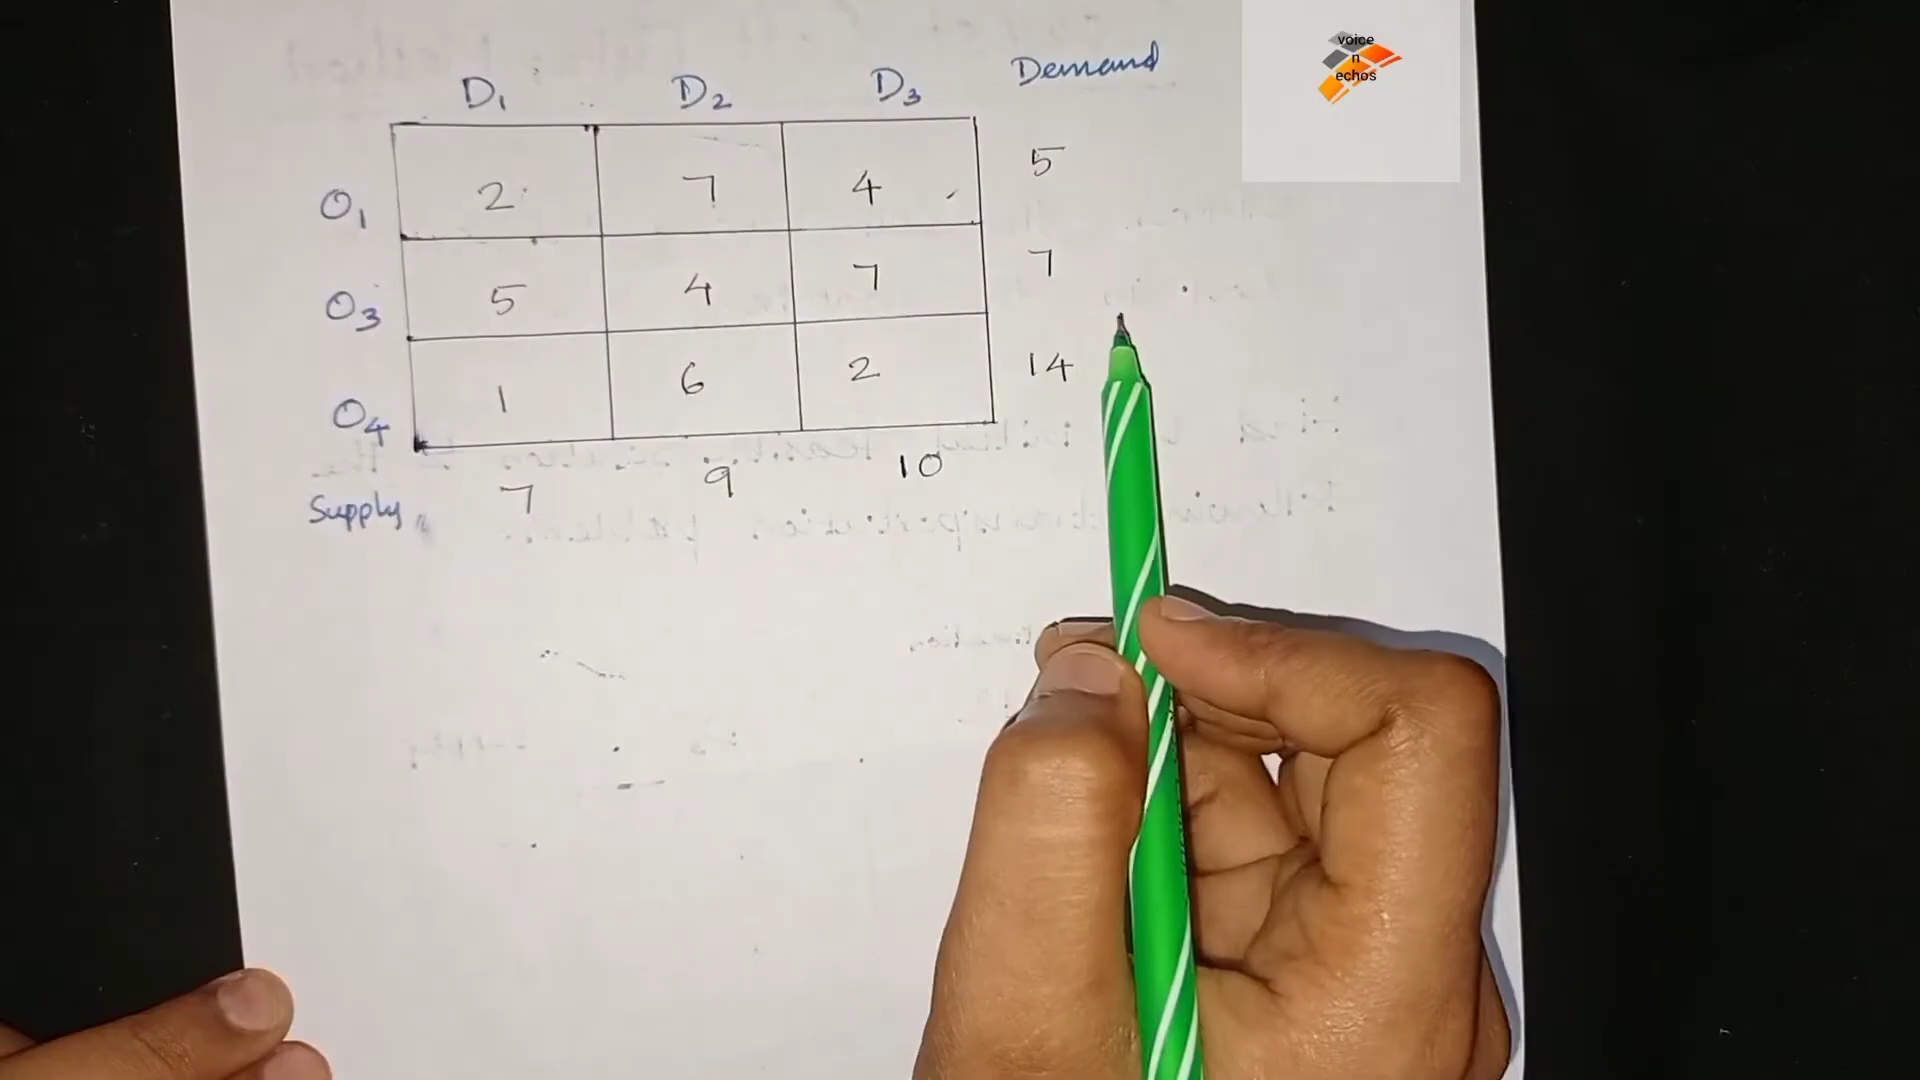 voice
n
echos
D1 D2 D3 Demand
O1 2 7 4 5
O3 5 4 7 7
O4 1 6 2 14
Supply 7 9 10